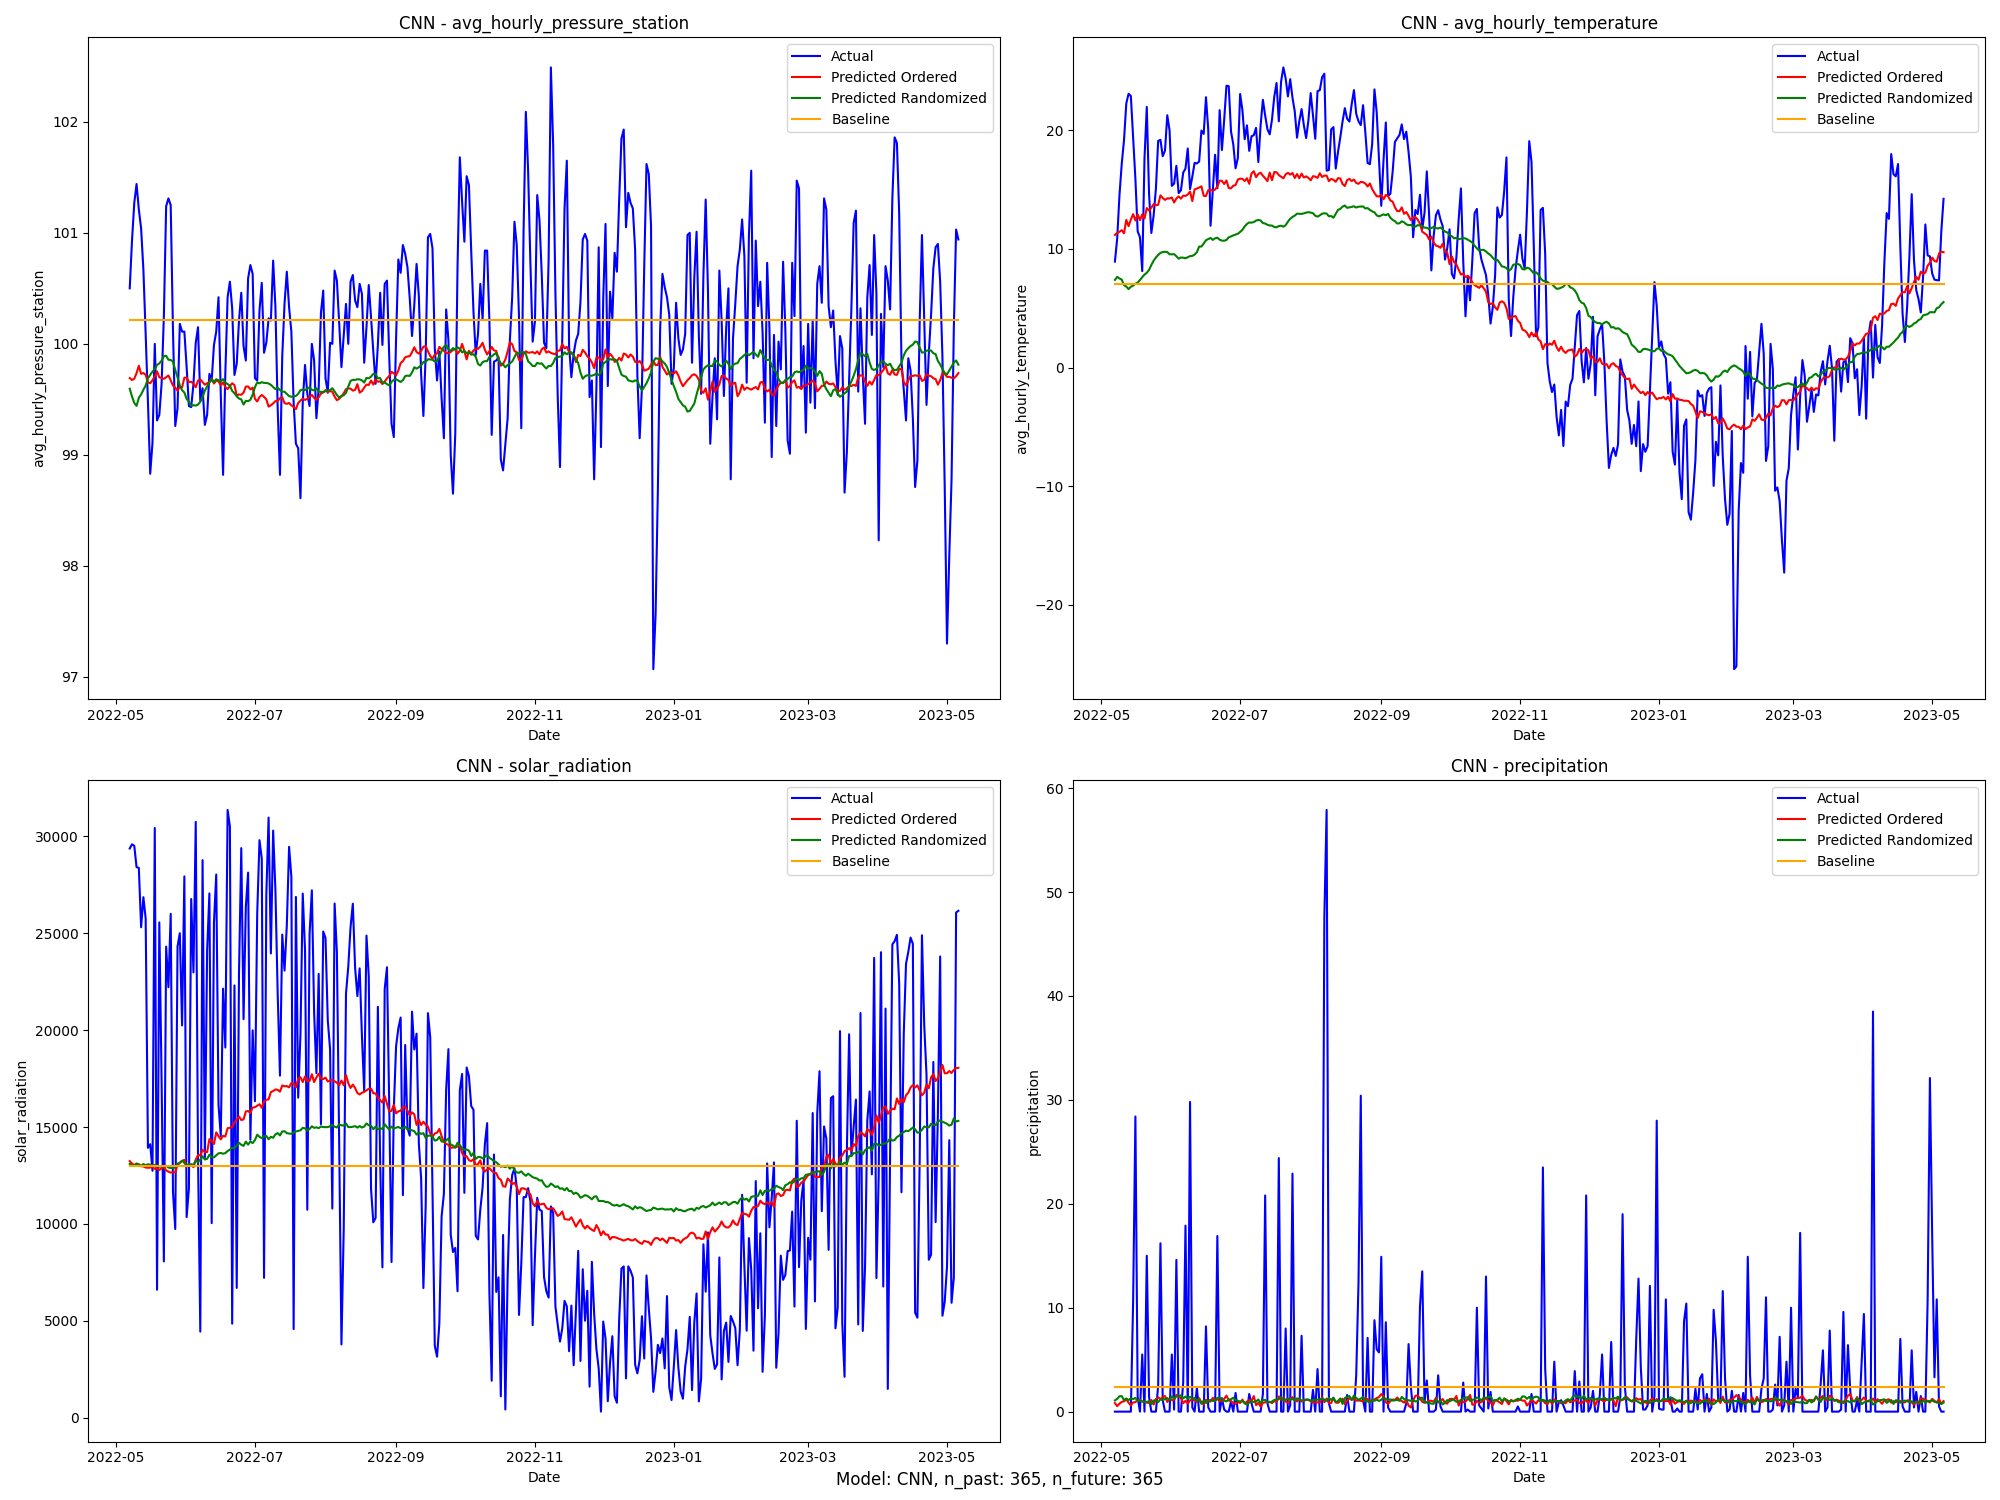 CNN - avg_hourly_pressure_station
avg_hourly_pressure_station
102
101
100
99
98
97
Actual
Predicted Ordered
Predicted Randomized
Baseline
2022-05 2022-07 2022-09 2022-11 2023-01 2023-03 2023-05
Date
CNN - avg_hourly_temperature
avg_hourly_temperature
20
10
0
−10
−20
Actual
Predicted Ordered
Predicted Randomized
Baseline
2022-05 2022-07 2022-09 2022-11 2023-01 2023-03 2023-05
Date
CNN - solar_radiation
solar_radiation
30000
25000
20000
15000
10000
5000
0
Actual
Predicted Ordered
Predicted Randomized
Baseline
2022-05 2022-07 2022-09 2022-11 2023-01 2023-03 2023-05
Date
CNN - precipitation
precipitation
60
50
40
30
20
10
0
Actual
Predicted Ordered
Predicted Randomized
Baseline
2022-05 2022-07 2022-09 2022-11 2023-01 2023-03 2023-05
Date
Model: CNN, n_past: 365, n_future: 365